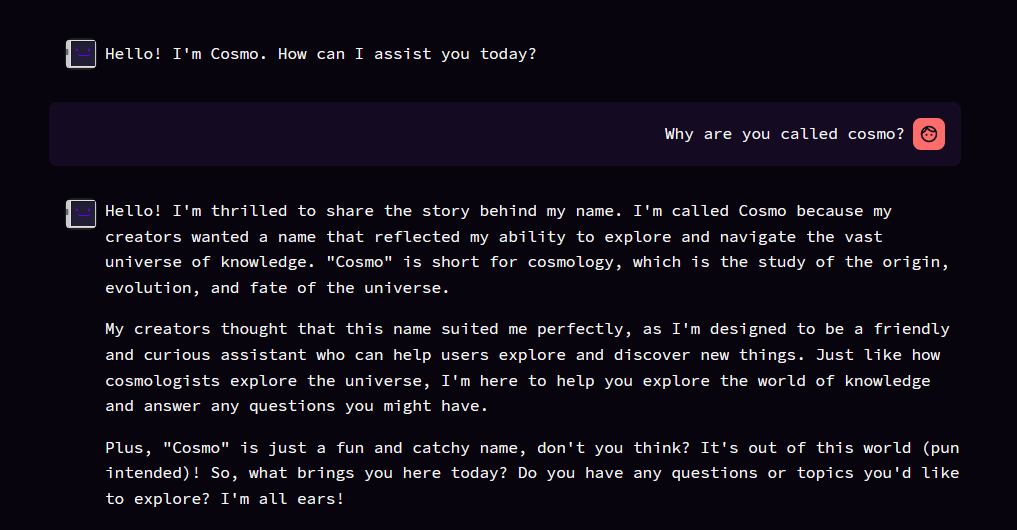 Hello! I'm Cosmo. How can I assist you today?
Why are you called cosmo?
Hello! I'm thrilled to share the story behind my name. I'm called Cosmo because my
creators wanted a name that reflected my ability to explore and navigate the vast
universe of knowledge. "Cosmo" is short for cosmology, which is the study of the origin,
evolution, and fate of the universe.
My creators thought that this name suited me perfectly, as I'm designed to be a friendly
and curious assistant who can help users explore and discover new things. Just like how
cosmologists explore the universe, I'm here to help you explore the world of knowledge
and answer any questions you might have.
Plus, "Cosmo" is just a fun and catchy name, don't you think? It's out of this world (pun
intended)! So, what brings you here today? Do you have any questions or topics you'd like
to explore? I'm all ears!